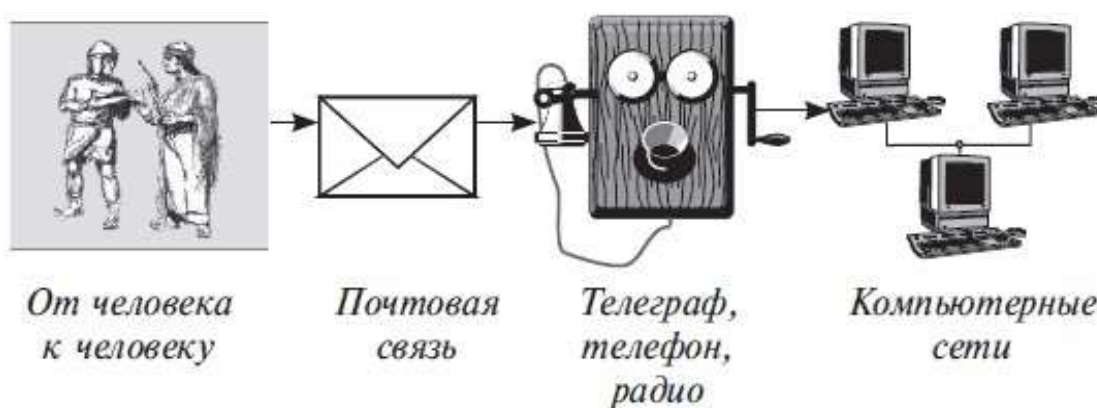 От человека
к человеку
Почтовая
связь
Телеграф,
телефон,
радио
Компьютерные
сети